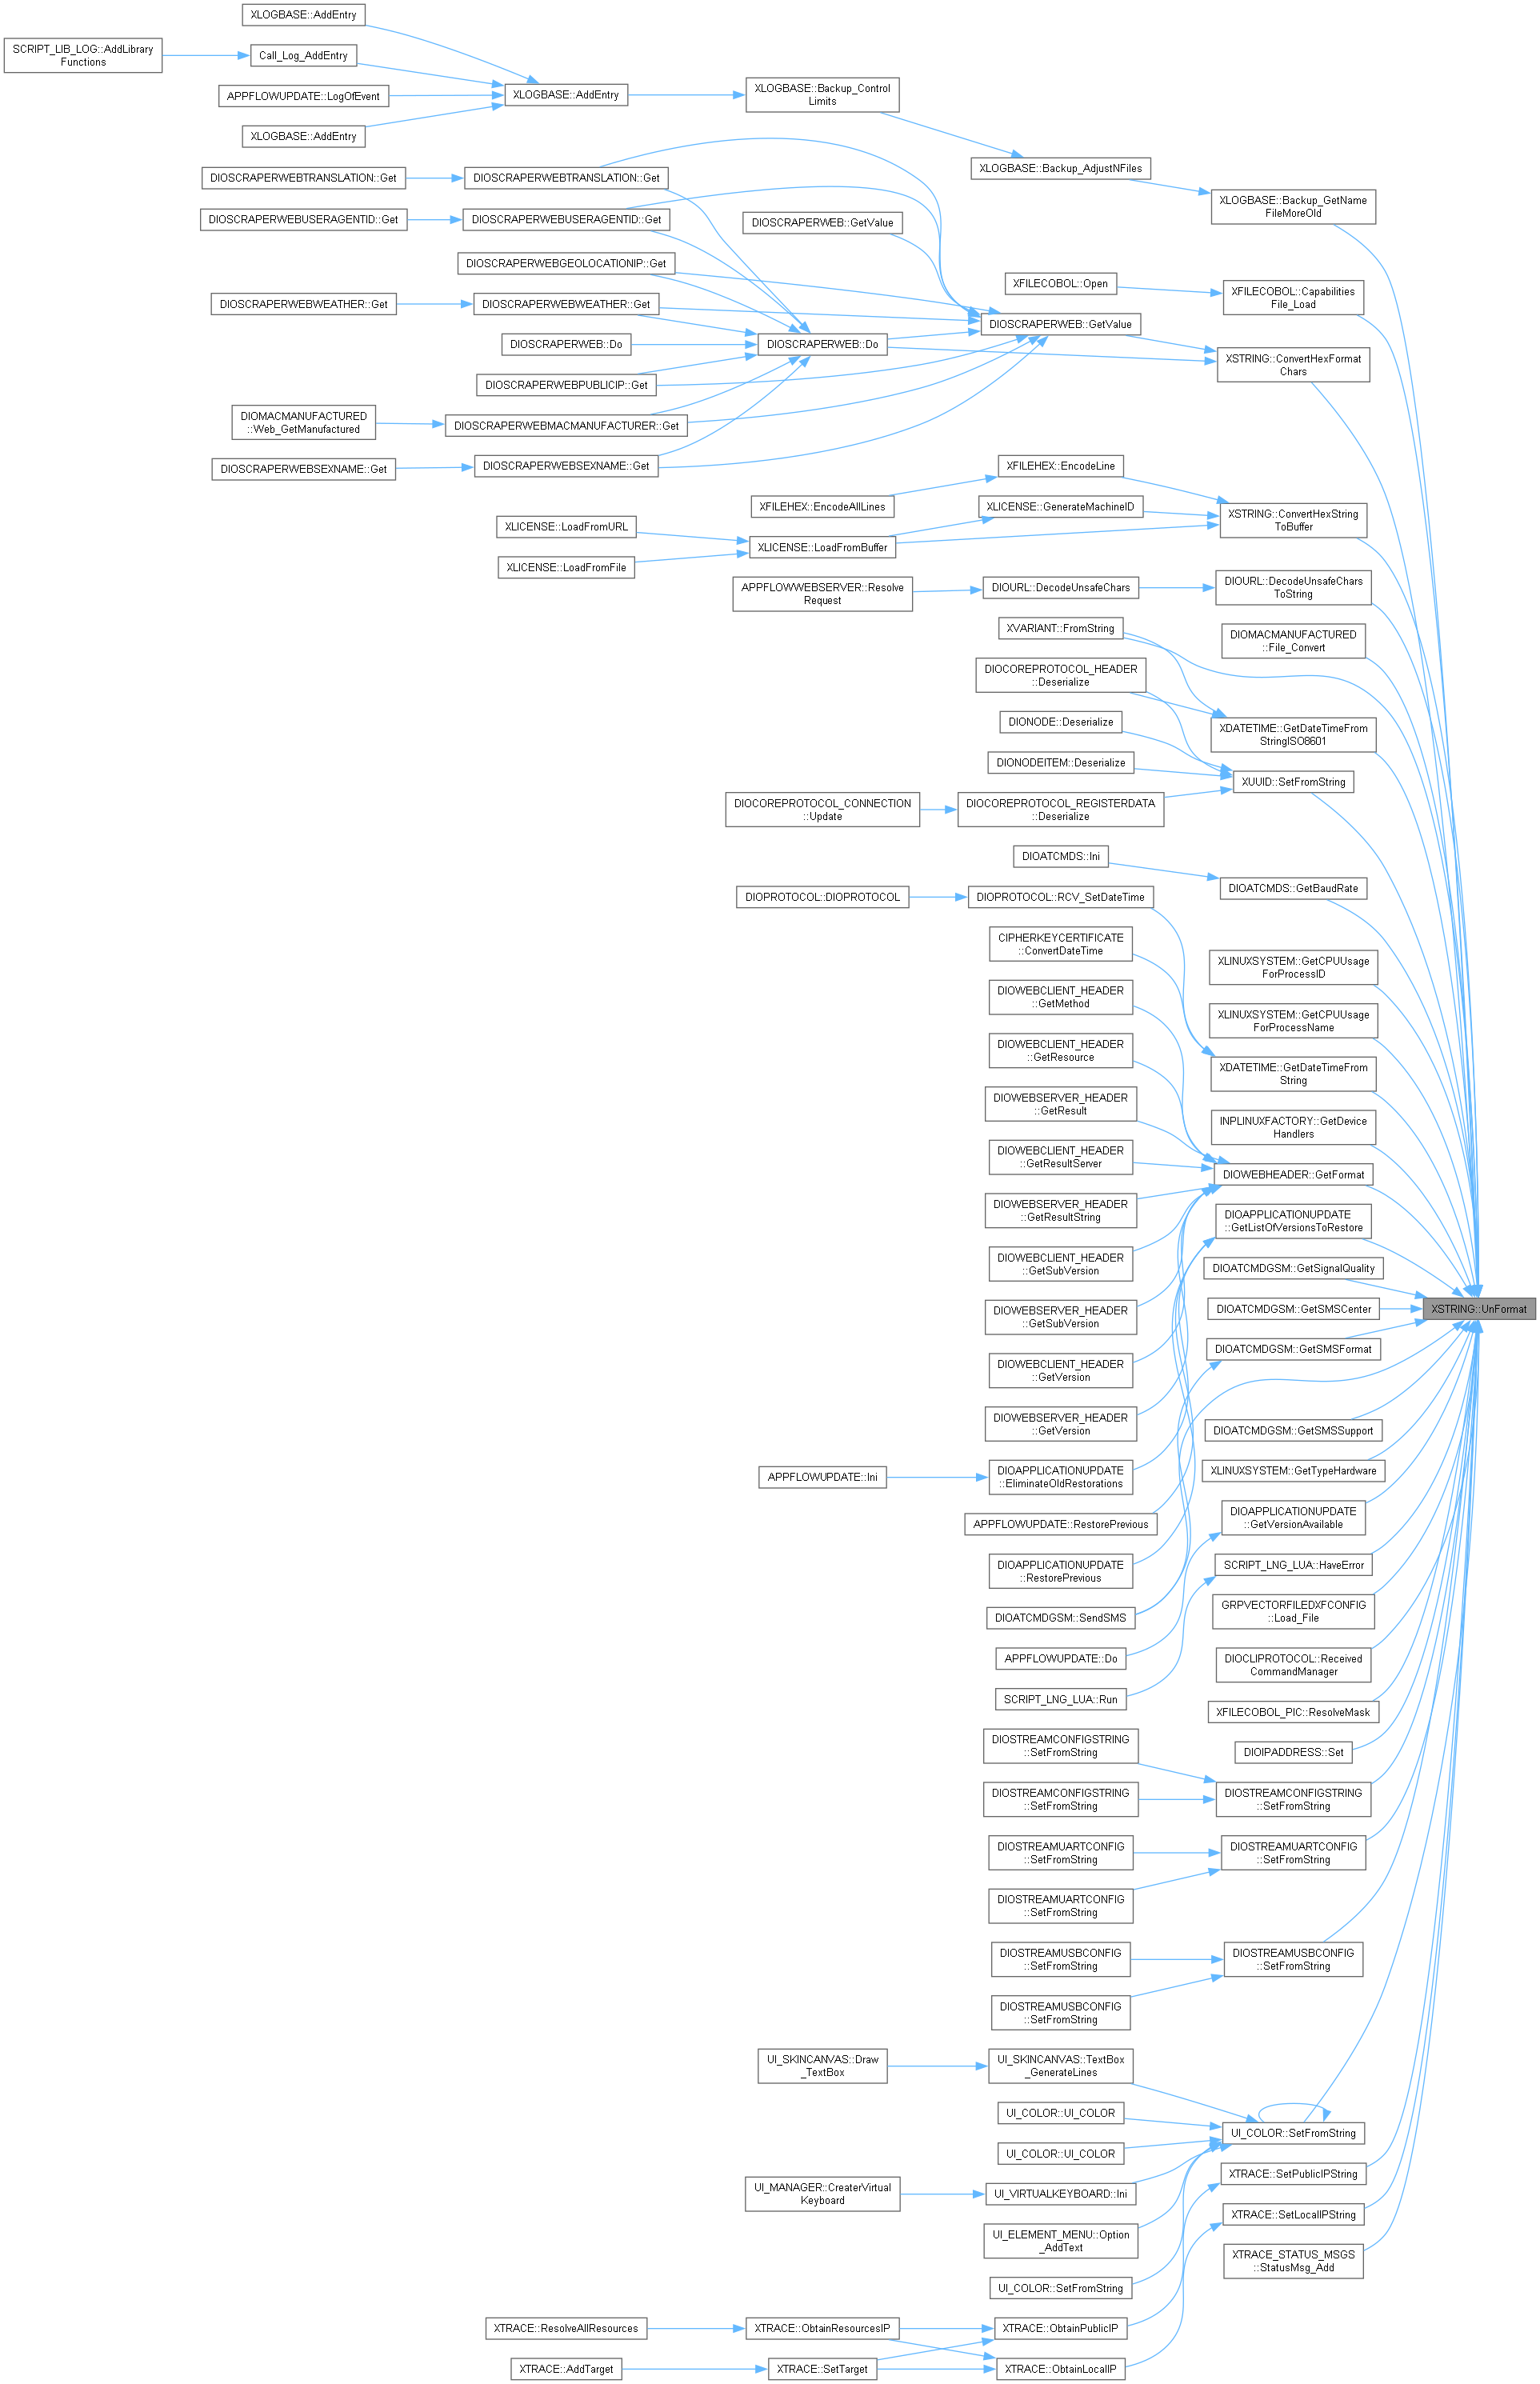 XLOGBASE::AddEntry
SCRIPT_LIB_LOG::AddLibrary
Functions
Call_Log_AddEntry
APPFLOWUPDATE::LogOfEvent
XLOGBASE::AddEntry
XLOGBASE::AddEntry
XLOGBASE::Backup_Control
Limits
XLOGBASE::Backup_AdjustNFiles
XLOGBASE::Backup_GetName
FileMoreOld
DIOSCRAPERWEBTRANSLATION::Get
DIOSCRAPERWEBTRANSLATION::Get
DIOSCRAPERWEBUSERAGENTID::Get
DIOSCRAPERWEBUSERAGENTID::Get
DIOSCRAPERWEB::GetValue
DIOSCRAPERWEBGEOLOCATIONIP::Get
XFILECOBOL::Open
XFILECOBOL::Capabilities
File_Load
DIOSCRAPERWEBWEATHER::Get
DIOSCRAPERWEBWEATHER::Get
DIOSCRAPERWEB::GetValue
DIOSCRAPERWEB::Do
DIOSCRAPERWEB::Do
XSTRING::ConvertHexFormat
Chars
DIOSCRAPERWEBPUBLICIP::Get
DIOMACMANUFACTURED
::Web_GetManufactured
DIOSCRAPERWEBMACMANUFACTURER::Get
DIOSCRAPERWEBSEXNAME::Get
DIOSCRAPERWEBSEXNAME::Get
XFILEHEX::EncodeLine
XFILEHEX::EncodeAllLines
XLICENSE::GenerateMachineID
XSTRING::ConvertHexString
ToBuffer
XLICENSE::LoadFromURL
XLICENSE::LoadFromBuffer
XLICENSE::LoadFromFile
APPFLOWWEBSERVER::Resolve
Request
DIOURL::DecodeUnsafeChars
DIOURL::DecodeUnsafeChars
ToString
XVARIANT::FromString
DIOMACMANUFACTURED
::File_Convert
DIOCOREPROTOCOL_HEADER
::Deserialize
DIONODE::Deserialize
XDATETIME::GetDateTimeFrom
StringISO8601
DIONODEITEM::Deserialize
XUUID::SetFromString
DIOCOREPROTOCOL_CONNECTION
::Update
DIOCOREPROTOCOL_REGISTERDATA
::Deserialize
DIOATCMDS::Ini
DIOATCMDS::GetBaudRate
DIOPROTOCOL::DIOPROTOCOL
DIOPROTOCOL::RCV_SetDateTime
CIPHERKEYCERTIFICATE
::ConvertDateTime
XLINUXSYSTEM::GetCPUUsage
ForProcessID
DIOWEBCLIENT_HEADER
::GetMethod
XLINUXSYSTEM::GetCPUUsage
ForProcessName
DIOWEBCLIENT_HEADER
::GetResource
XDATETIME::GetDateTimeFrom
String
DIOWEBSERVER_HEADER
::GetResult
INPLINUXFACTORY::GetDevice
Handlers
DIOWEBCLIENT_HEADER
::GetResultServer
DIOWEBHEADER::GetFormat
DIOWEBSERVER_HEADER
::GetResultString
DIOAPPLICATIONUPDATE
::GetListOfVersionsToRestore
DIOWEBCLIENT_HEADER
::GetSubVersion
DIOATCMDGSM::GetSignalQuality
DIOWEBSERVER_HEADER
::GetSubVersion
DIOATCMDGSM::GetSMSCenter
XSTRING::UnFormat
DIOATCMDGSM::GetSMSFormat
DIOWEBCLIENT_HEADER
::GetVersion
DIOWEBSERVER_HEADER
::GetVersion
DIOATCMDGSM::GetSMSSupport
XLINUXSYSTEM::GetTypeHardware
APPFLOWUPDATE::Ini
DIOAPPLICATIONUPDATE
::EliminateOldRestorations
APPFLOWUPDATE::RestorePrevious
DIOAPPLICATIONUPDATE
::GetVersionAvailable
DIOAPPLICATIONUPDATE
::RestorePrevious
SCRIPT_LNG_LUA::HaveError
DIOATCMDGSM::SendSMS
GRPVECTORFILEDXFCONFIG
::Load_File
APPFLOWUPDATE::Do
DIOCLIPROTOCOL::Received
CommandManager
SCRIPT_LNG_LUA::Run
XFILECOBOL_PIC::ResolveMask
DIOSTREAMCONFIGSTRING
::SetFromString
DIOIPADDRESS::Set
DIOSTREAMCONFIGSTRING
::SetFromString
DIOSTREAMCONFIGSTRING
::SetFromString
DIOSTREAMUARTCONFIG
::SetFromString
DIOSTREAMUARTCONFIG
::SetFromString
DIOSTREAMUARTCONFIG
::SetFromString
DIOSTREAMUSBCONFIG
::SetFromString
DIOSTREAMUSBCONFIG
::SetFromString
DIOSTREAMUSBCONFIG
::SetFromString
UI_SKINCANVAS::Draw
_TextBox
UI_SKINCANVAS::TextBox
_GenerateLines
UI_COLOR::UI_COLOR
UI_COLOR::SetFromString
UI_COLOR::UI_COLOR
UI_MANAGER::CreaterVirtual
Keyboard
UI_VIRTUALKEYBOARD::Ini
XTRACE::SetPublicIPString
UI_ELEMENT_MENU::Option
_AddText
XTRACE::SetLocalIPString
XTRACE_STATUS_MSGS
::StatusMsg_Add
UI_COLOR::SetFromString
XTRACE::ResolveAllResources
XTRACE::ObtainResourcesIP
XTRACE::ObtainPublicIP
XTRACE::AddTarget
XTRACE::SetTarget
XTRACE::ObtainLocalIP